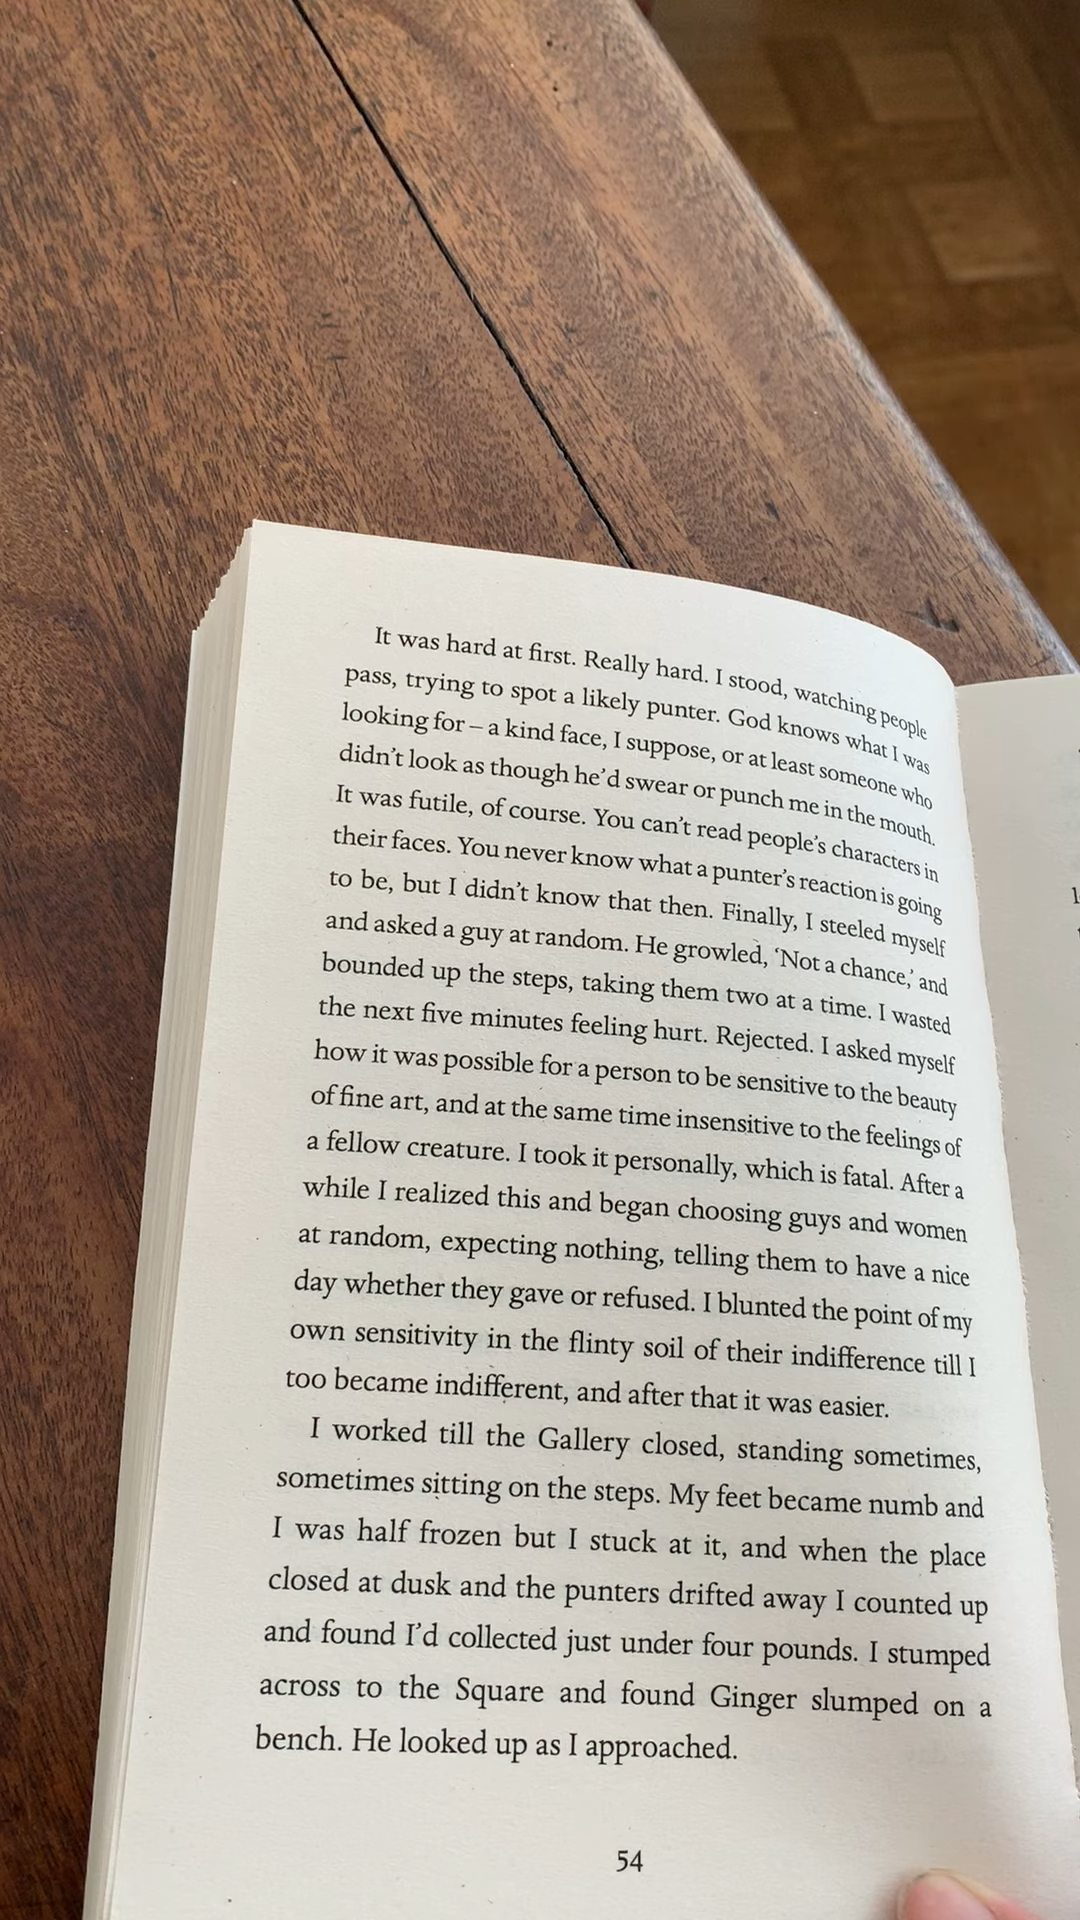 It was hard at first. Really hard. I stood, watching people
pass, trying to spot a likely punter. God knows what I was
looking for – a kind face, I suppose, or at least someone who
didn’t look as though he’d swear or punch me in the mouth.
It was futile, of course. You can’t read people’s characters in
their faces. You never know what a punter’s reaction is going
to be, but I didn’t know that then. Finally, I steeled myself
and asked a guy at random. He growled, ‘Not a chance,’ and
bounded up the steps, taking them two at a time. I wasted
the next five minutes feeling hurt. Rejected. I asked myself
how it was possible for a person to be sensitive to the beauty
of fine art, and at the same time insensitive to the feelings of
a fellow creature. I took it personally, which is fatal. After a
while I realized this and began choosing guys and women
at random, expecting nothing, telling them to have a nice
day whether they gave or refused. I blunted the point of my
own sensitivity in the flinty soil of their indifference till I
too became indifferent, and after that it was easier.
I worked till the Gallery closed, standing sometimes,
sometimes sitting on the steps. My feet became numb and
I was half frozen but I stuck at it, and when the place
closed at dusk and the punters drifted away I counted up
and found I’d collected just under four pounds. I stumped
across to the Square and found Ginger slumped on a
bench. He looked up as I approached.
54